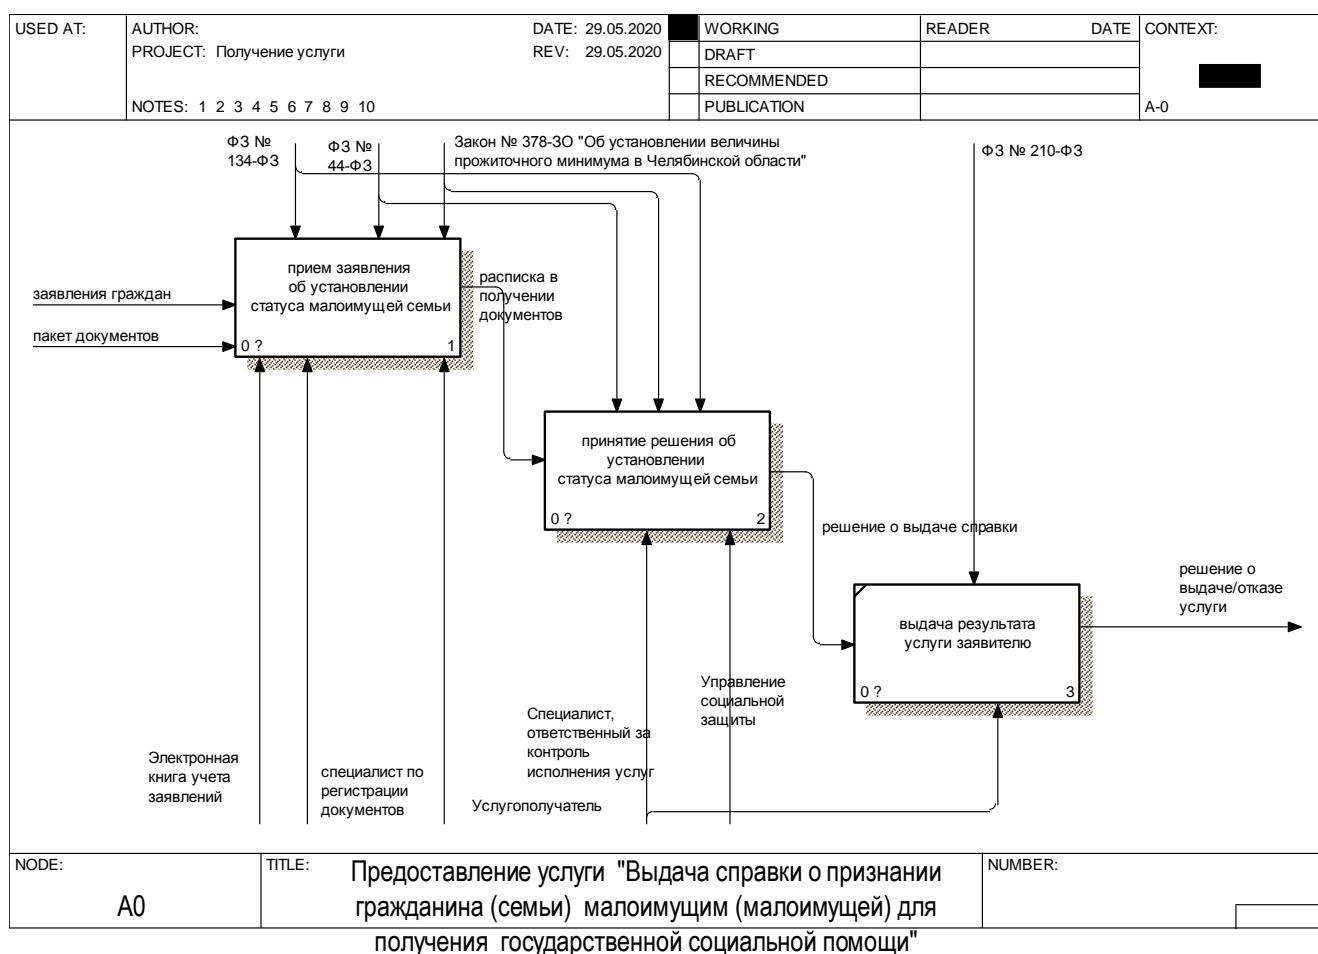 USED AT:
AUTHOR:
DATE: 29.05.2020
PROJECT: Получение услуги
REV: 29.05.2020
NOTES: 1 2 3 4 5 6 7 8 9 10
WORKING
DRAFT
RECOMMENDED
PUBLICATION
READER
DATE
CONTEXT:
A-0
ФЗ №
134-ФЗ
ФЗ №
44-ФЗ
Закон № 378-ЗО "Об установлении величины
прожиточного минимума в Челябинской области"
ФЗ № 210-ФЗ
заявления граждан
пакет документов
прием заявления
об установлении
статуса малоимущей семьи
0 ?
1
расписка в
получении
документов
принятие решения об
установлении
статуса малоимущей семьи
0 ?
2
решение о выдаче справки
выдача результата
услуги заявителю
0 ?
3
решение о
выдаче/отказе
услуги
Электронная
книга учета
заявлений
специалист по
регистрации
документов
Услугополучатель
Специалист,
ответственный за
контроль
исполнения услуг
Управление
социальной
защиты
NODE:
A0
TITLE:
Предоставление услуги "Выдача справки о признании
гражданина (семьи) малоимущим (малоимущей) для
получения государственной социальной помощи"
NUMBER: